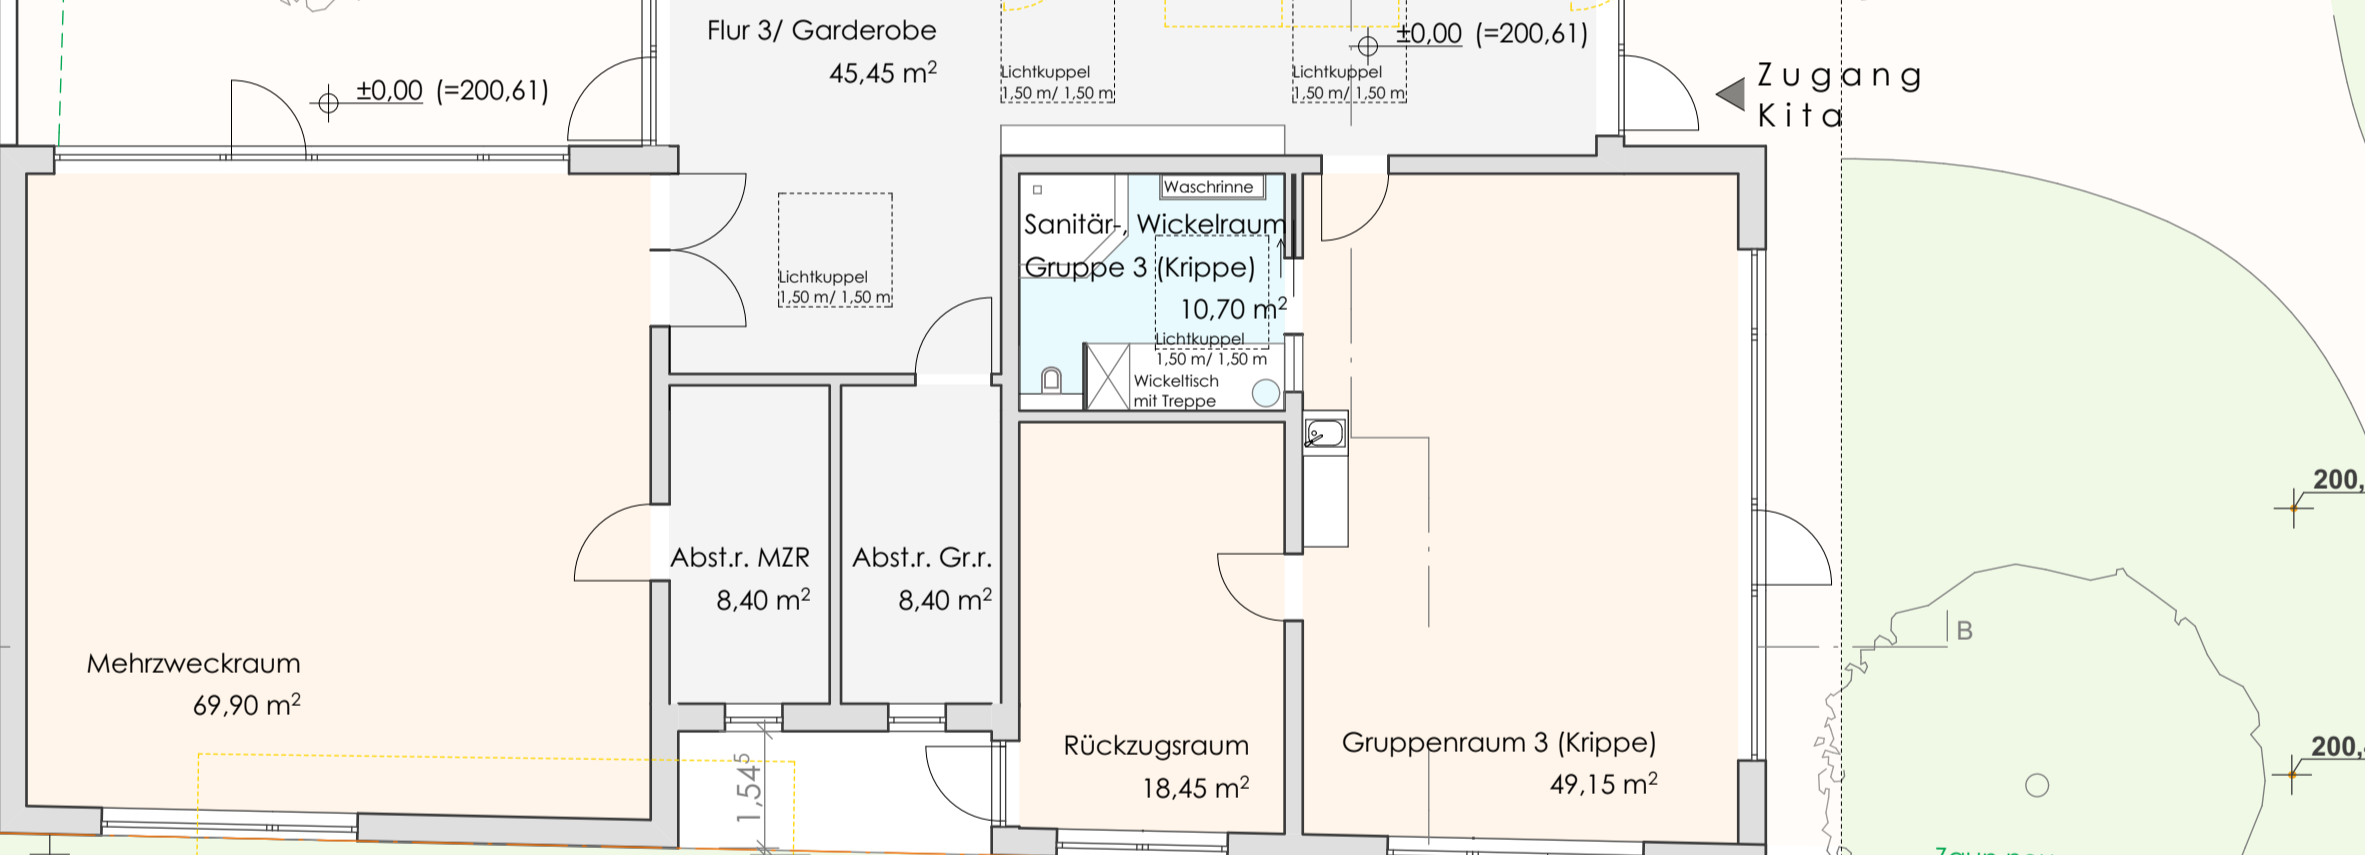 Flur 3/ Garderobe
45,45 m²
±0,00 (=200,61)
±0,00 (=200,61)
Lichtkuppel
1,50 m/ 1,50 m
Lichtkuppel
1,50 m/ 1,50 m
Zugang
Kita
Waschrinne
Sanitär-, Wickelraum
Gruppe 3 (Krippe)
10,70 m²
Lichtkuppel
1,50 m/ 1,50 m
Lichtkuppel
1,50 m/ 1,50 m
Wickeltisch
mit Treppe
200,
Abst.r. MZR
8,40 m²
Abst.r. Gr.r.
8,40 m²
B
Mehrzweckraum
69,90 m²
Rückzugsraum
18,45 m²
Gruppenraum 3 (Krippe)
49,15 m²
200,
1,54⁵